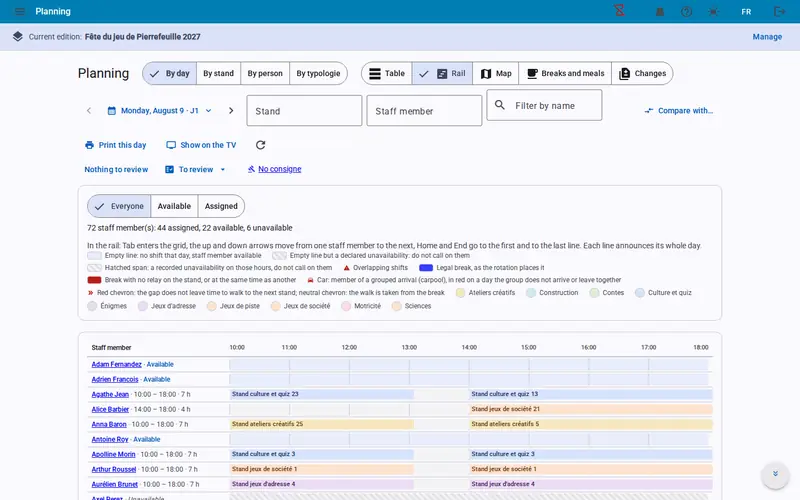 Planning
FR
Current edition: Fête du jeu de Pierrefeuille 2027
Manage
Planning
By day
By stand
By person
By typologie
Table
Rail
Map
Breaks and meals
Changes
Monday, August 9 · J1
Stand
Staff member
Filter by name
Compare with...
Print this day
Show on the TV
Nothing to review
To review
No consigne
Everyone
Available
Assigned
72 staff member(s): 44 assigned, 22 available, 6 unavailable
In the rail: Tab enters the grid, the up and down arrows move from one staff member to the next, Home and End go to the first and to the last line. Each line announces its whole day.
Empty line: no shift that day, staff member available
Empty line but a declared unavailability: do not call on them
Hatched span: a recorded unavailability on those hours, do not call on them
Overlapping shifts
Legal break, as the rotation places it
Break with no relay on the stand, or at the same time as another
Car: member of a grouped arrival (carpool), in red on a day the group does not arrive or leave together
Red chevron: the gap does not leave time to walk to the next stand; neutral chevron: the walk is taken from the break
Ateliers créatifs
Construction
Contes
Culture et quiz
Énigmes
Jeux d'adresse
Jeux de piste
Jeux de société
Motricité
Sciences
Staff member
10:00
11:00
12:00
13:00
14:00
15:00
16:00
17:00
18:00
Adam Fernandez · Available
Adrien Francois · Available
Agathe Jean · 10:00 – 18:00 · 7 h
Stand culture et quiz 23
Stand culture et quiz 13
Alice Barbier · 14:00 – 18:00 · 4 h
Stand jeux de société 21
Anna Baron · 10:00 – 18:00 · 7 h
Stand ateliers créatifs 25
Stand ateliers créatifs 5
Antoine Roy · Available
Apolline Morin · 10:00 – 18:00 · 7 h
Stand culture et quiz 3
Stand culture et quiz 3
Arthur Roussel · 10:00 – 18:00 · 7 h
Stand jeux de société 1
Stand jeux de société 1
Aurélien Brunet · 10:00 – 18:00 · 7 h
Stand jeux d'adresse 4
Stand jeux d'adresse 4
Axel Perez · Unavailable